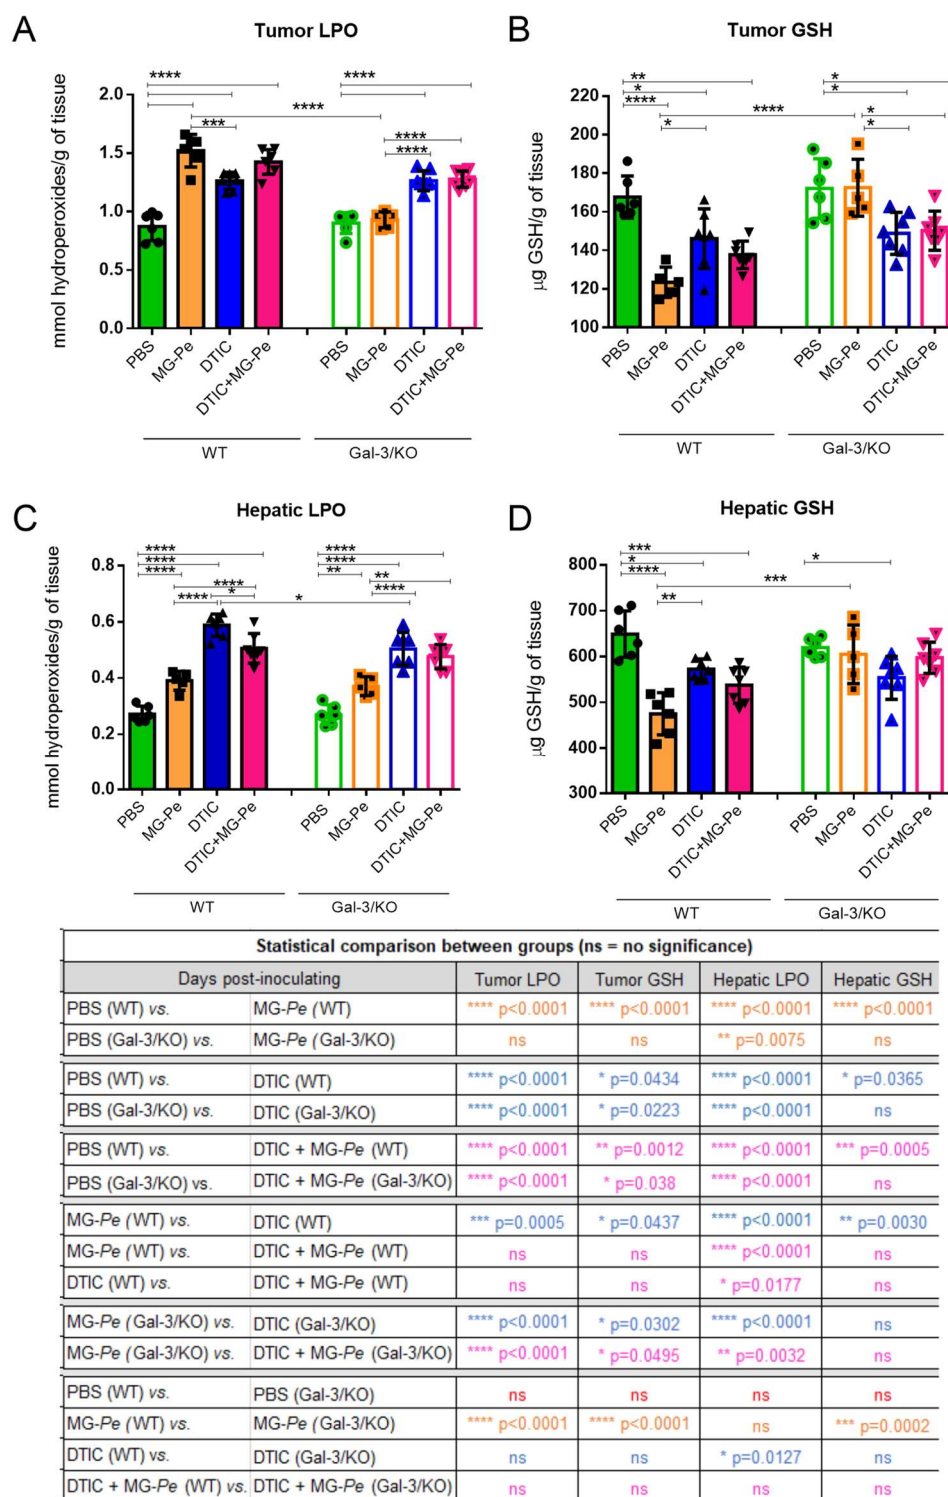 A
Tumor LPO
mmol hydroperoxides/g of tissue
2.0
1.5
1.0
0.5
0.0
****
****
***
****
****
****
PBS
MG-Pe
DTIC
DTIC+MG-Pe
PBS
MG-Pe
DTIC
DTIC+MG-Pe
WT
Gal-3/KO
B
Tumor GSH
µg GSH/g of tissue
220
200
180
160
140
120
100
**
*
****
****
*
*
*
*
*
PBS
MG-Pe
DTIC
DTIC+MG-Pe
PBS
MG-Pe
DTIC
DTIC+MG-Pe
WT
Gal-3/KO
C
Hepatic LPO
mmol hydroperoxides/g of tissue
0.8
0.6
0.4
0.2
0.0
****
****
****
****
*
****
*
****
****
**
**
****
PBS
MG-Pe
DTIC
DTIC+MG-Pe
PBS
MG-Pe
DTIC
DTIC+MG-Pe
WT
Gal-3/KO
D
Hepatic GSH
µg GSH/g of tissue
800
700
600
500
400
300
***
*
****
***
**
*
PBS
MG-Pe
DTIC
DTIC+MG-Pe
PBS
MG-Pe
DTIC
DTIC+MG-Pe
WT
Gal-3/KO
Statistical comparison between groups (ns = no significance)
Days post-inoculating Tumor LPO Tumor GSH Hepatic LPO Hepatic GSH
PBS (WT) vs. MG-Pe (WT) **** p<0.0001 **** p<0.0001 **** p<0.0001 **** p<0.0001
PBS (Gal-3/KO) vs. MG-Pe (Gal-3/KO) ns ns ** p=0.0075 ns
PBS (WT) vs. DTIC (WT) **** p<0.0001 * p=0.0434 **** p<0.0001 * p=0.0365
PBS (Gal-3/KO) vs. DTIC (Gal-3/KO) **** p<0.0001 * p=0.0223 **** p<0.0001 ns
PBS (WT) vs. DTIC + MG-Pe (WT) **** p<0.0001 ** p=0.0012 **** p<0.0001 *** p=0.0005
PBS (Gal-3/KO) vs. DTIC + MG-Pe (Gal-3/KO) **** p<0.0001 * p=0.038 **** p<0.0001 ns
MG-Pe (WT) vs. DTIC (WT) *** p=0.0005 * p=0.0437 **** p<0.0001 ** p=0.0030
MG-Pe (WT) vs. DTIC + MG-Pe (WT) ns ns **** p<0.0001 ns
DTIC (WT) vs. DTIC + MG-Pe (WT) ns ns * p=0.0177 ns
MG-Pe (Gal-3/KO) vs. DTIC (Gal-3/KO) **** p<0.0001 * p=0.0302 **** p<0.0001 ns
MG-Pe (Gal-3/KO) vs. DTIC + MG-Pe (Gal-3/KO) **** p<0.0001 * p=0.0495 ** p=0.0032 ns
PBS (WT) vs. PBS (Gal-3/KO) ns ns ns ns
MG-Pe (WT) vs. MG-Pe (Gal-3/KO) **** p<0.0001 **** p<0.0001 ns *** p=0.0002
DTIC (WT) vs. DTIC (Gal-3/KO) ns ns * p=0.0127 ns
DTIC + MG-Pe (WT) vs. DTIC + MG-Pe (Gal-3/KO) ns ns ns ns